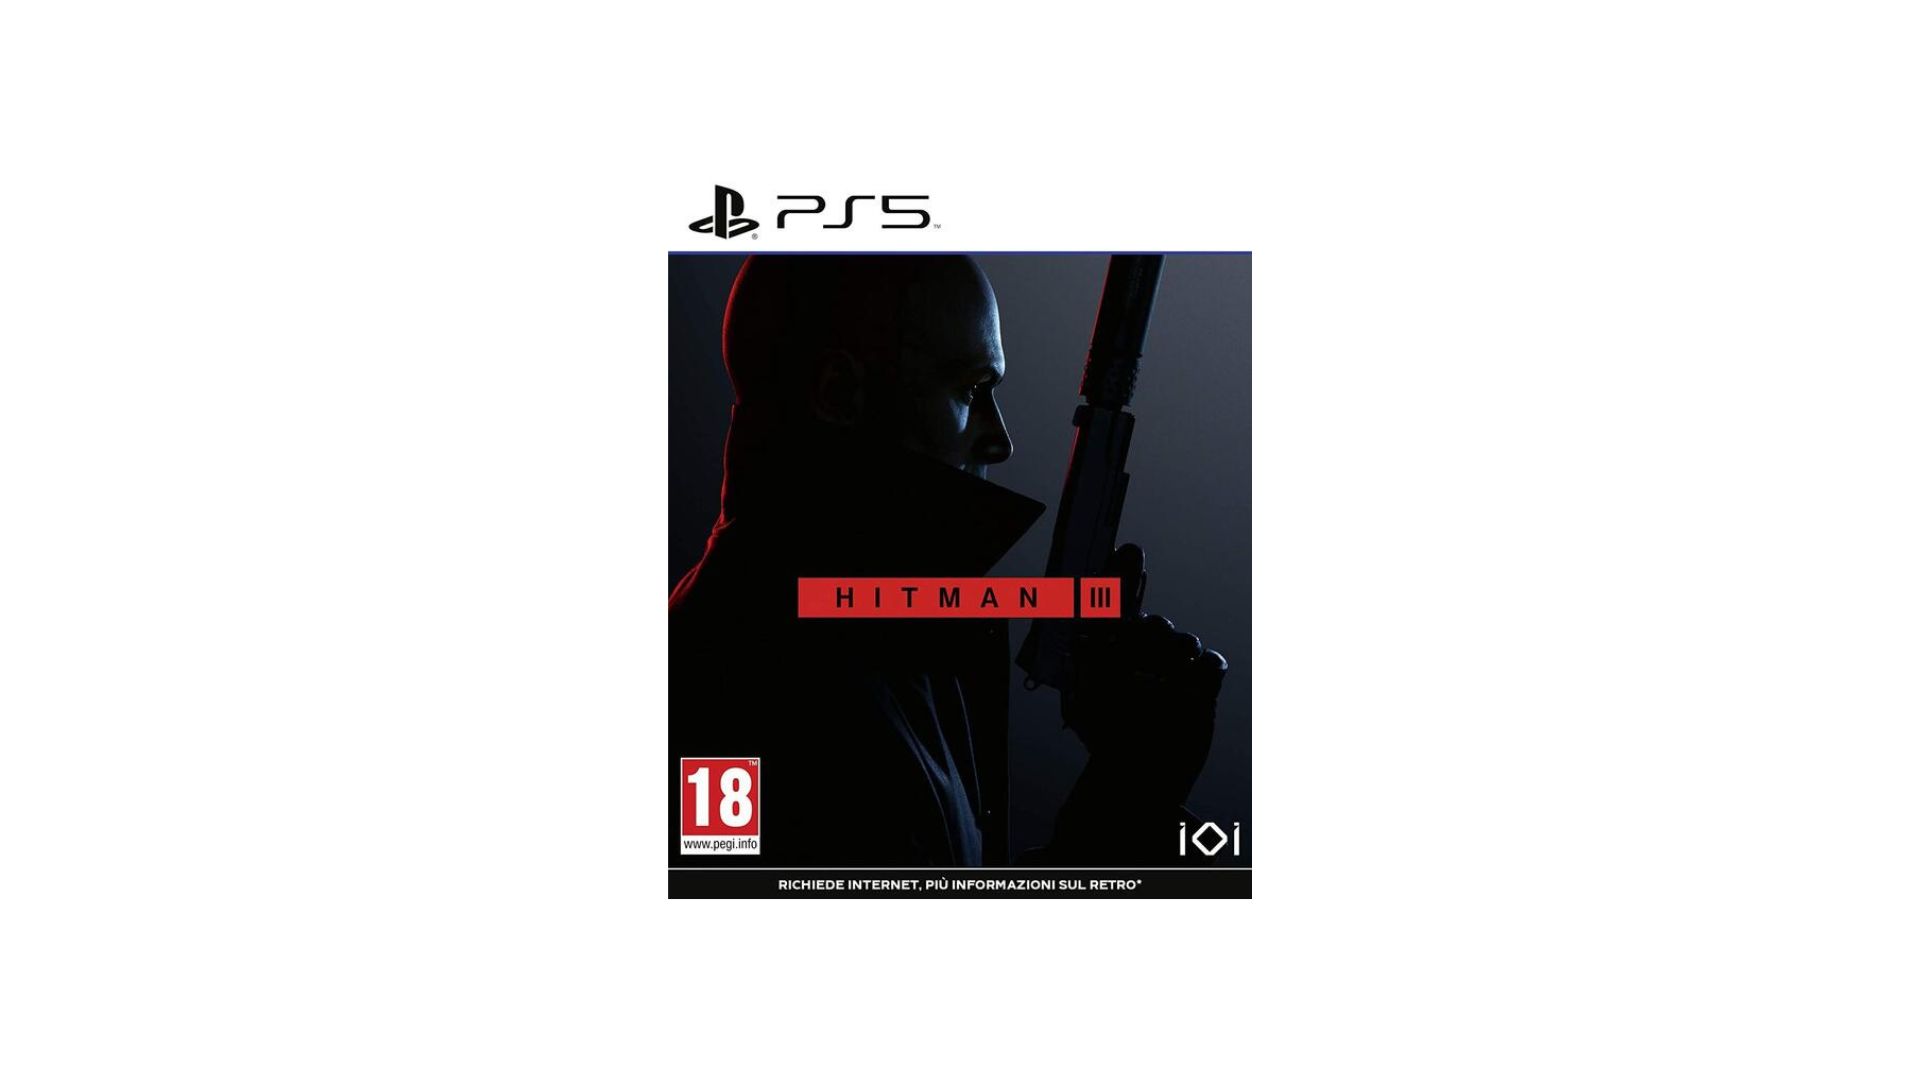 PS5
HITMAN III
18
www.pegi.info
ioi
RICHIEDE INTERNET, PIÙ INFORMAZIONI SUL RETRO*